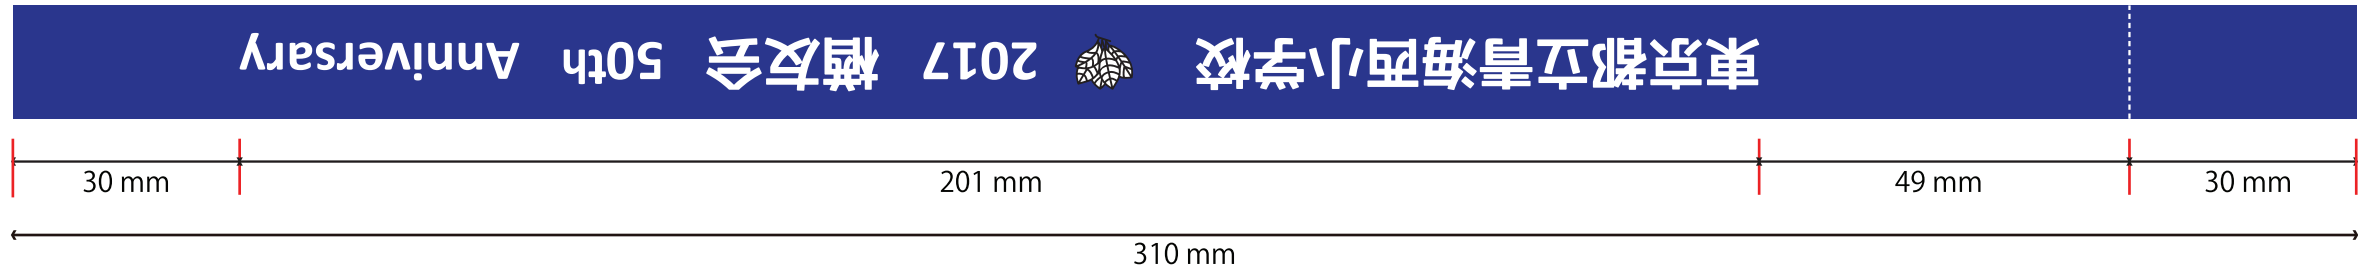 東京都立青海西小学校 2017 楢友会 50th Anniversary
30 mm 201 mm 49 mm 30 mm
310 mm